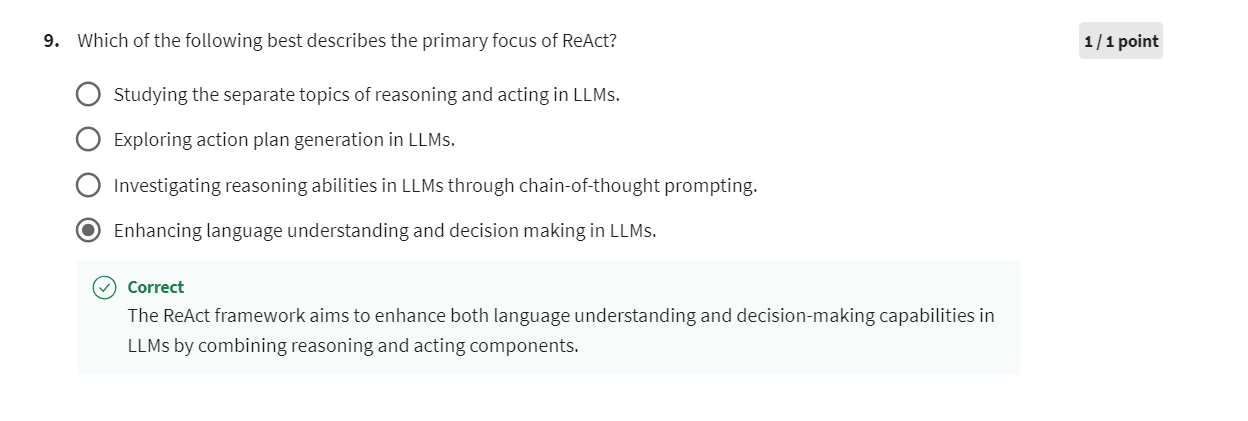 9. Which of the following best describes the primary focus of ReAct?
1 / 1 point
Studying the separate topics of reasoning and acting in LLMs.
Exploring action plan generation in LLMs.
Investigating reasoning abilities in LLMs through chain-of-thought prompting.
Enhancing language understanding and decision making in LLMs.
Correct
The ReAct framework aims to enhance both language understanding and decision-making capabilities in
LLMs by combining reasoning and acting components.